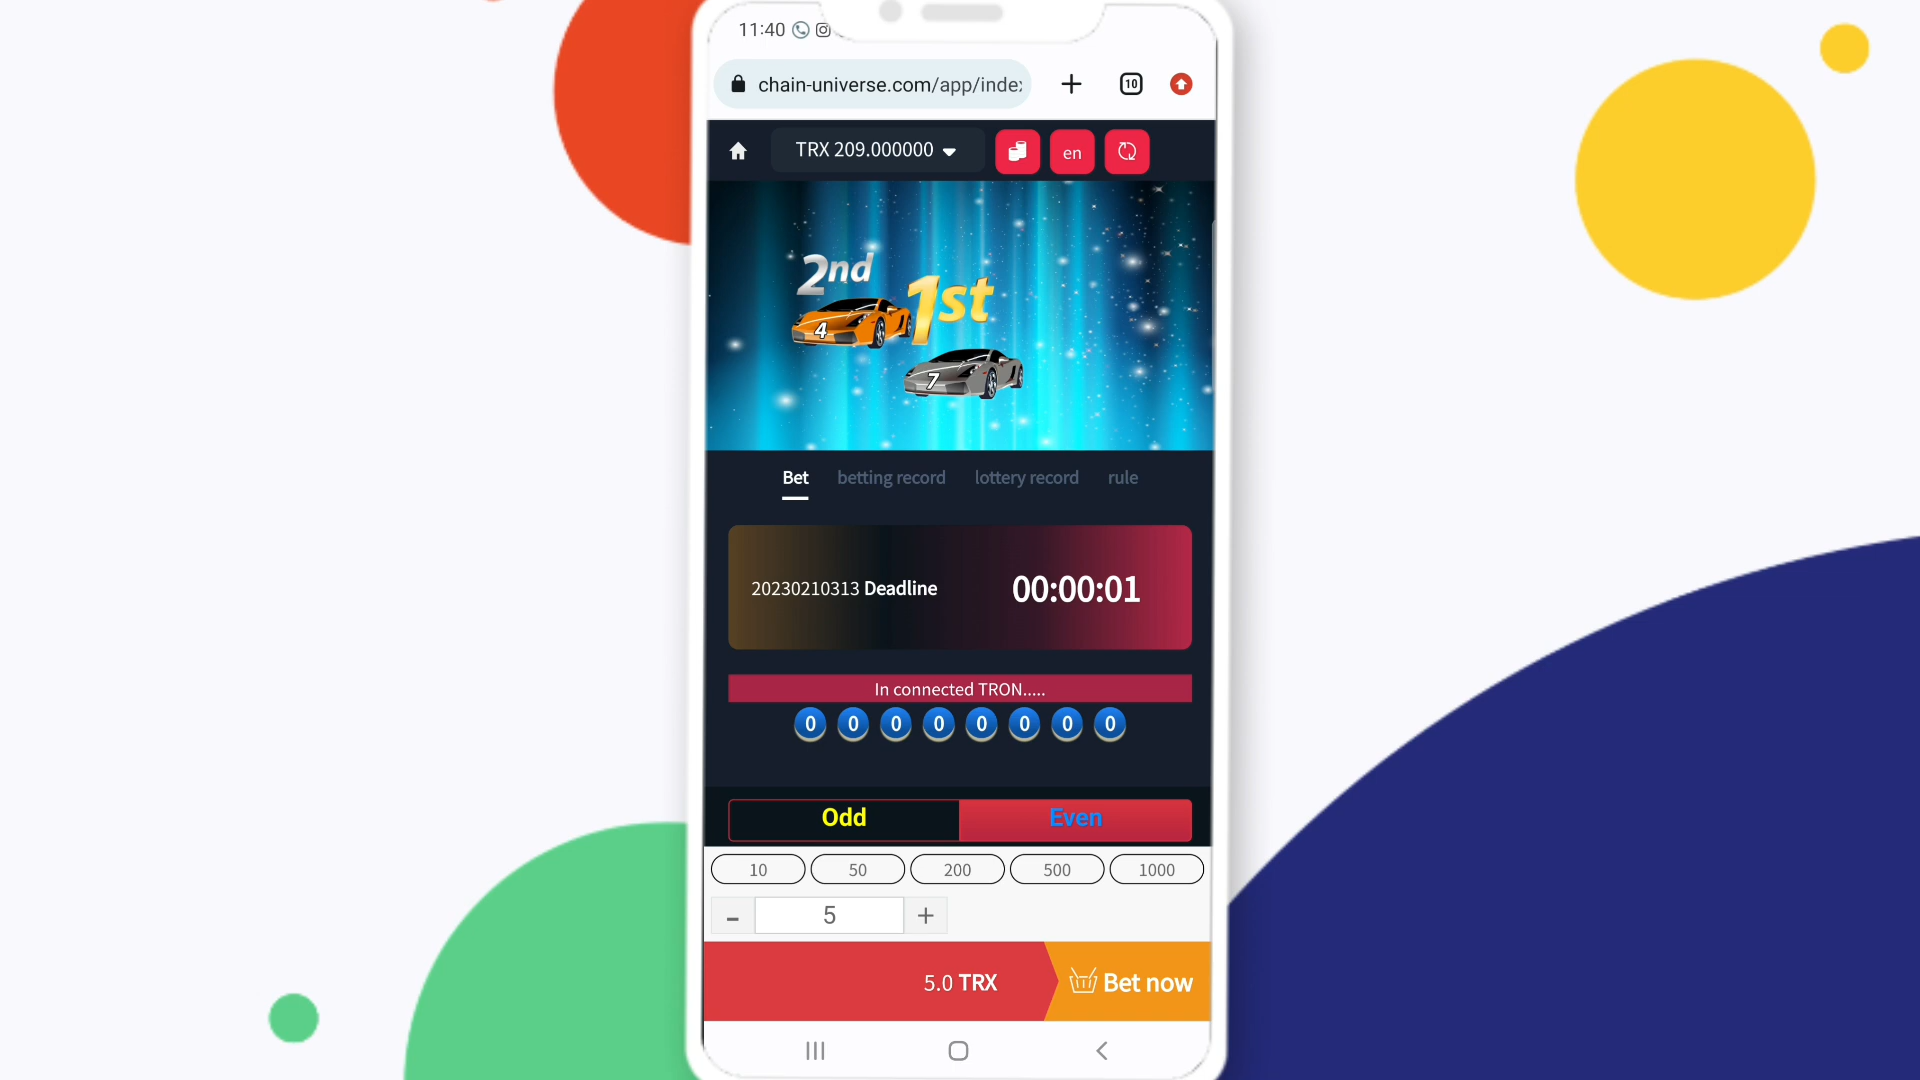 11:40
chain-universe.com/app/index
10
TRX 209.000000
en
2nd
1st
4
7
Bet betting record lottery record rule
20230210313 Deadline 00:00:01
In connected TRON.....
0 0 0 0 0 0 0 0
Odd Even
10 50 200 500 1000
- 5 +
5.0 TRX Bet now